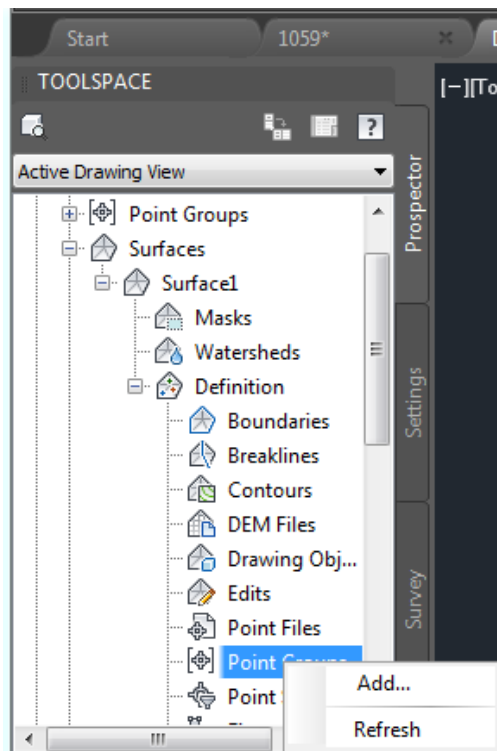 Start
1059*
TOOLSPACE
[−][To
?
Active Drawing View
Prospector
Point Groups
Surfaces
Surface1
Masks
Watersheds
Definition
Settings
Boundaries
Breaklines
Contours
DEM Files
Drawing Obj...
Edits
Survey
Point Files
Point Groups
Add...
Point
Refresh